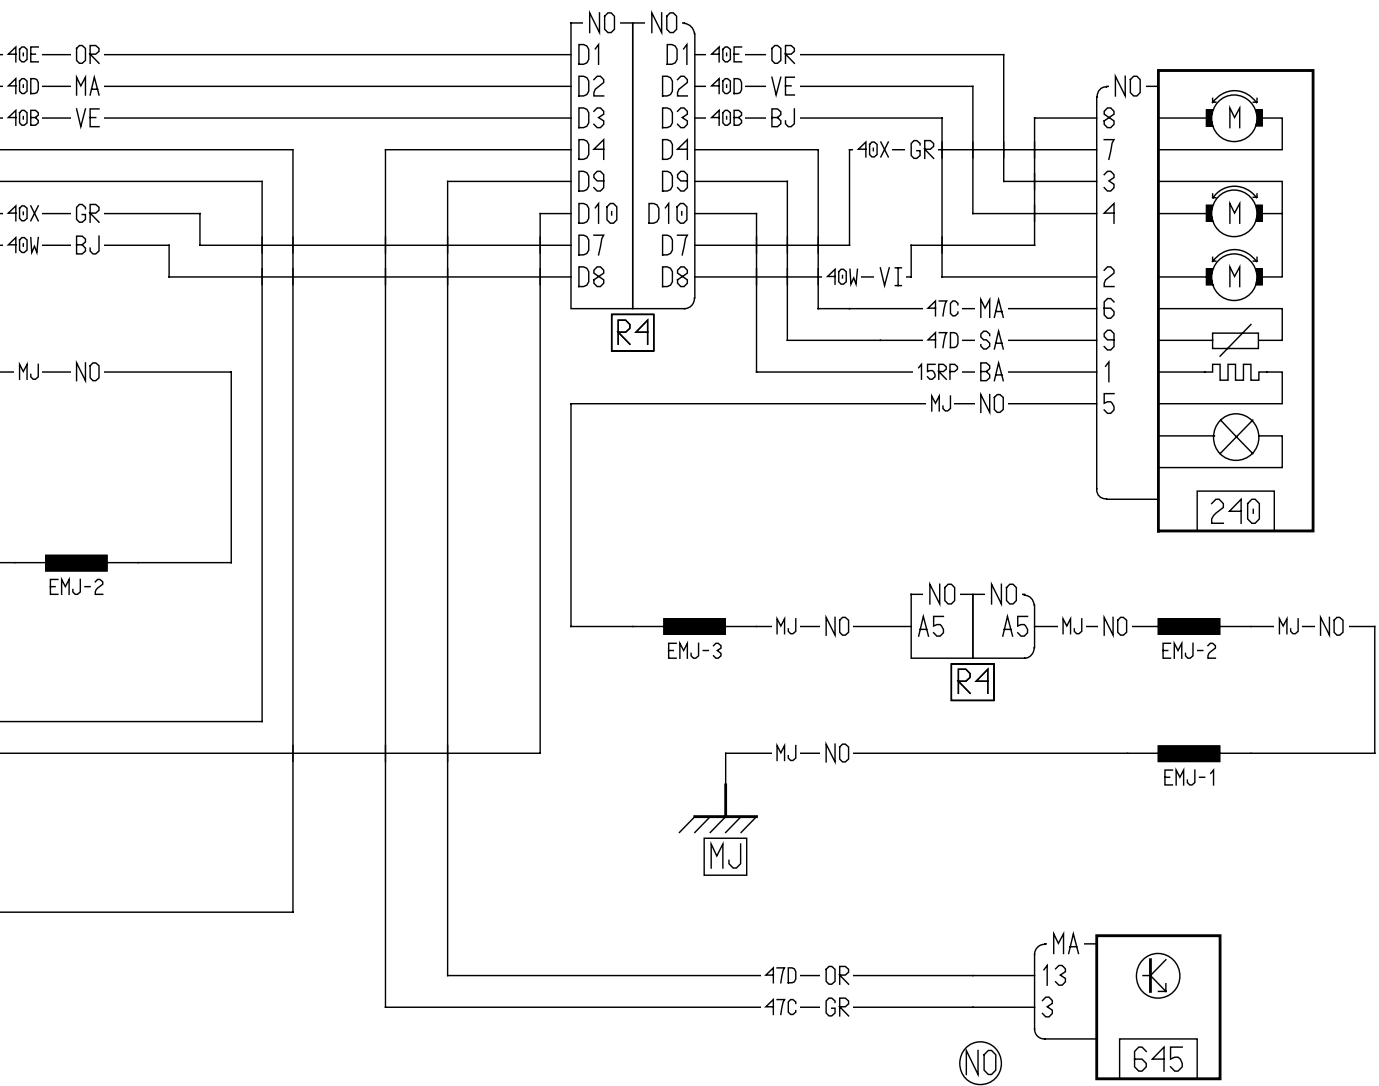 NO NO
40E OR D1 D1 40E OR
40D MA D2 D2 40D VE NO
40B VE D3 D3 40B BJ 8 M
D4 D4 40X GR 7
D9 D9 3
40X GR D10 D10 4 M
40W BJ D7 D7
D8 D8 40W VI 2 M
47C MA 6
R4 47D SA 9
MJ NO 15RP BA 1
MJ NO 5
240
EMJ-2 NO NO
A5 A5
MJ NO MJ NO MJ NO
EMJ-3 EMJ-2
R4
MJ NO
EMJ-1
MJ
MA
47D OR 13
47C GR 3
NO 645